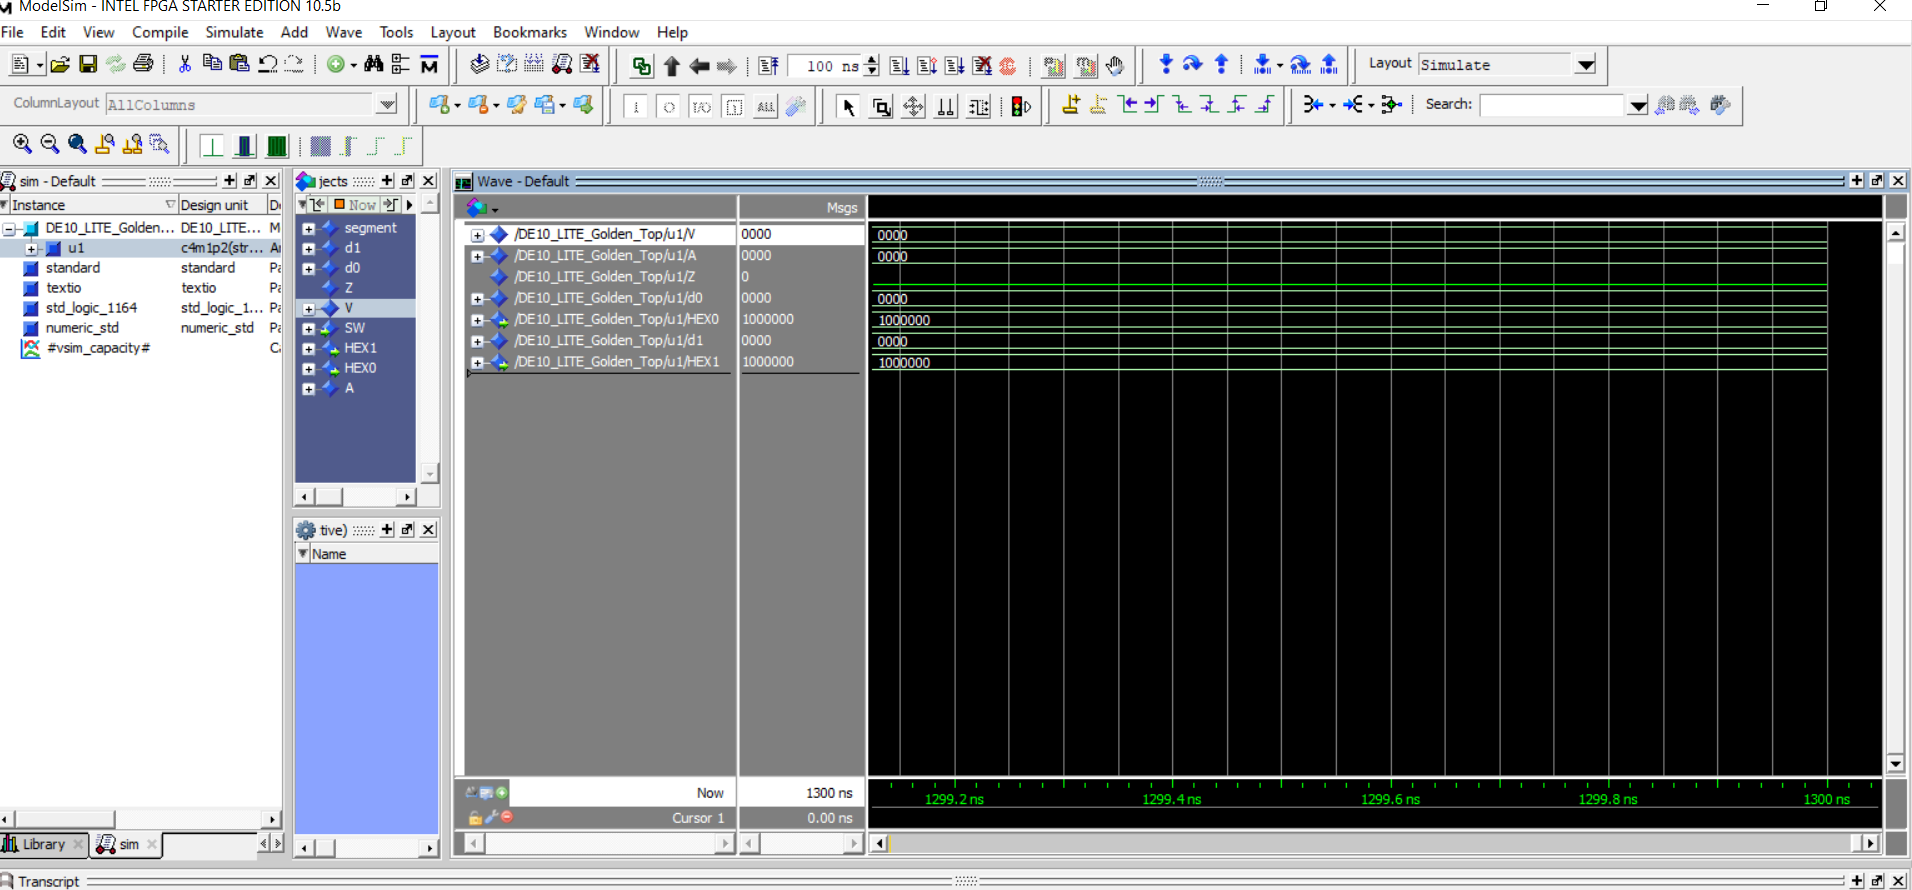 ModelSim - INTEL FPGA STARTER EDITION 10.5b
File Edit View Compile Simulate Add Wave Tools Layout Bookmarks Window Help
100 ns
Layout Simulate
ColumnLayout AllColumns
Search:
sim - Default
Instance Design unit D
DE10_LITE_Golden... DE10_LITE... M
u1 c4m1p2(str... A
standard standard Pa
textio textio Pa
std_logic_1164 std_logic_1... Pa
numeric_std numeric_std Pa
#vsim_capacity# Ca
Library sim
jects
Now
segment
d1
d0
Z
V
SW
HEX1
HEX0
A
tive)
Name
Wave - Default
Msgs
/DE10_LITE_Golden_Top/u1/V 0000 0000
/DE10_LITE_Golden_Top/u1/A 0000 0000
/DE10_LITE_Golden_Top/u1/Z 0
/DE10_LITE_Golden_Top/u1/d0 0000 0000
/DE10_LITE_Golden_Top/u1/HEX0 1000000 1000000
/DE10_LITE_Golden_Top/u1/d1 0000 0000
/DE10_LITE_Golden_Top/u1/HEX1 1000000 1000000
Now 1300 ns
1299.2 ns 1299.4 ns 1299.6 ns 1299.8 ns 1300 ns
Cursor 1 0.00 ns
Transcript